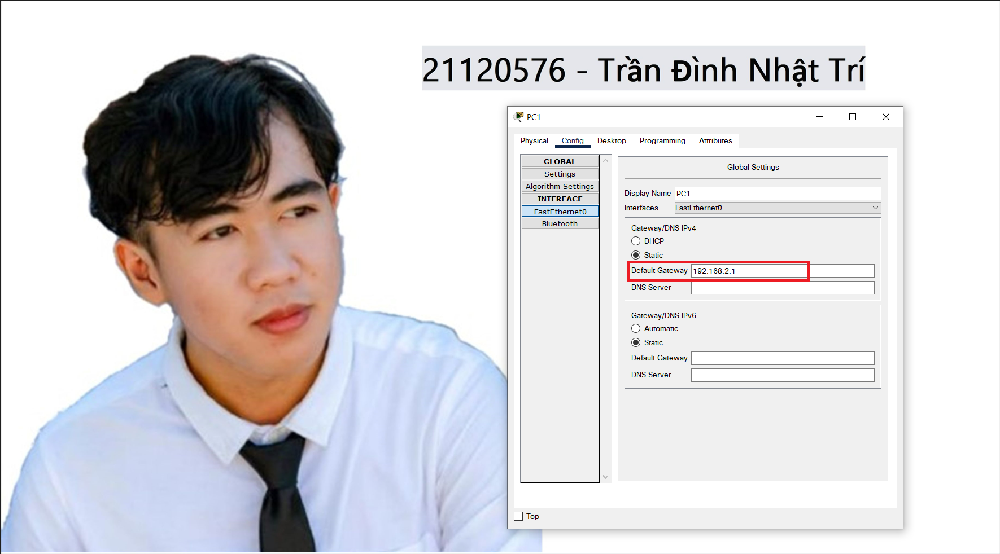 21120576 - Trần Đình Nhật Trí
PC1
Physical Config Desktop Programming Attributes
GLOBAL
Settings
Algorithm Settings
INTERFACE
FastEthernet0
Bluetooth
Global Settings
Display Name PC1
Interfaces FastEthernet0
Gateway/DNS IPv4
DHCP
Static
Default Gateway 192.168.2.1
DNS Server
Gateway/DNS IPv6
Automatic
Static
Default Gateway
DNS Server
Top